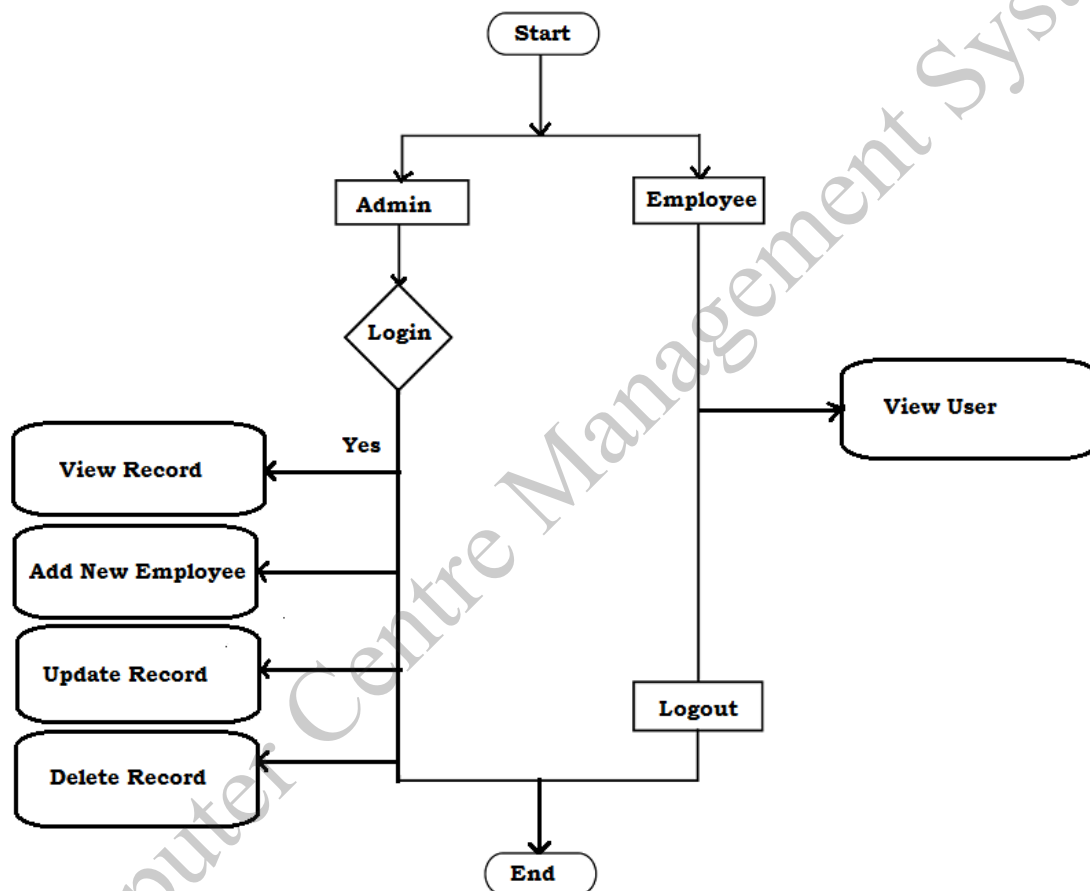 Start
Admin
Employee
Login
View User
Yes
View Record
Add New Employee
Update Record
Logout
Delete Record
End
Centre Management